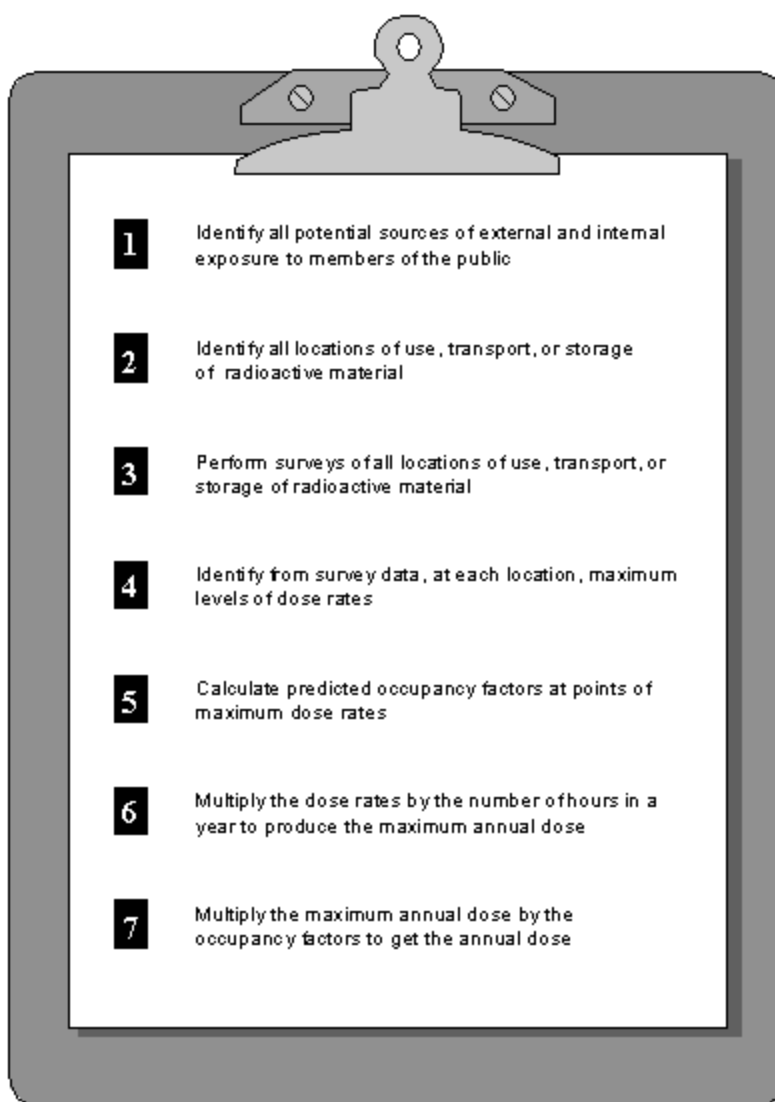 1 Identify all potential sources of external and internal
exposure to members of the public
2 Identify all locations of use, transport, or storage
of radioactive material
3 Perform surveys of all locations of use, transport, or
storage of radioactive material
4 Identify from survey data, at each location, maximum
levels of dose rates
5 Calculate predicted occupancy factors at points of
maximum dose rates
6 Multiply the dose rates by the number of hours in a
year to produce the maximum annual dose
7 Multiply the maximum annual dose by the
occupancy factors to get the annual dose